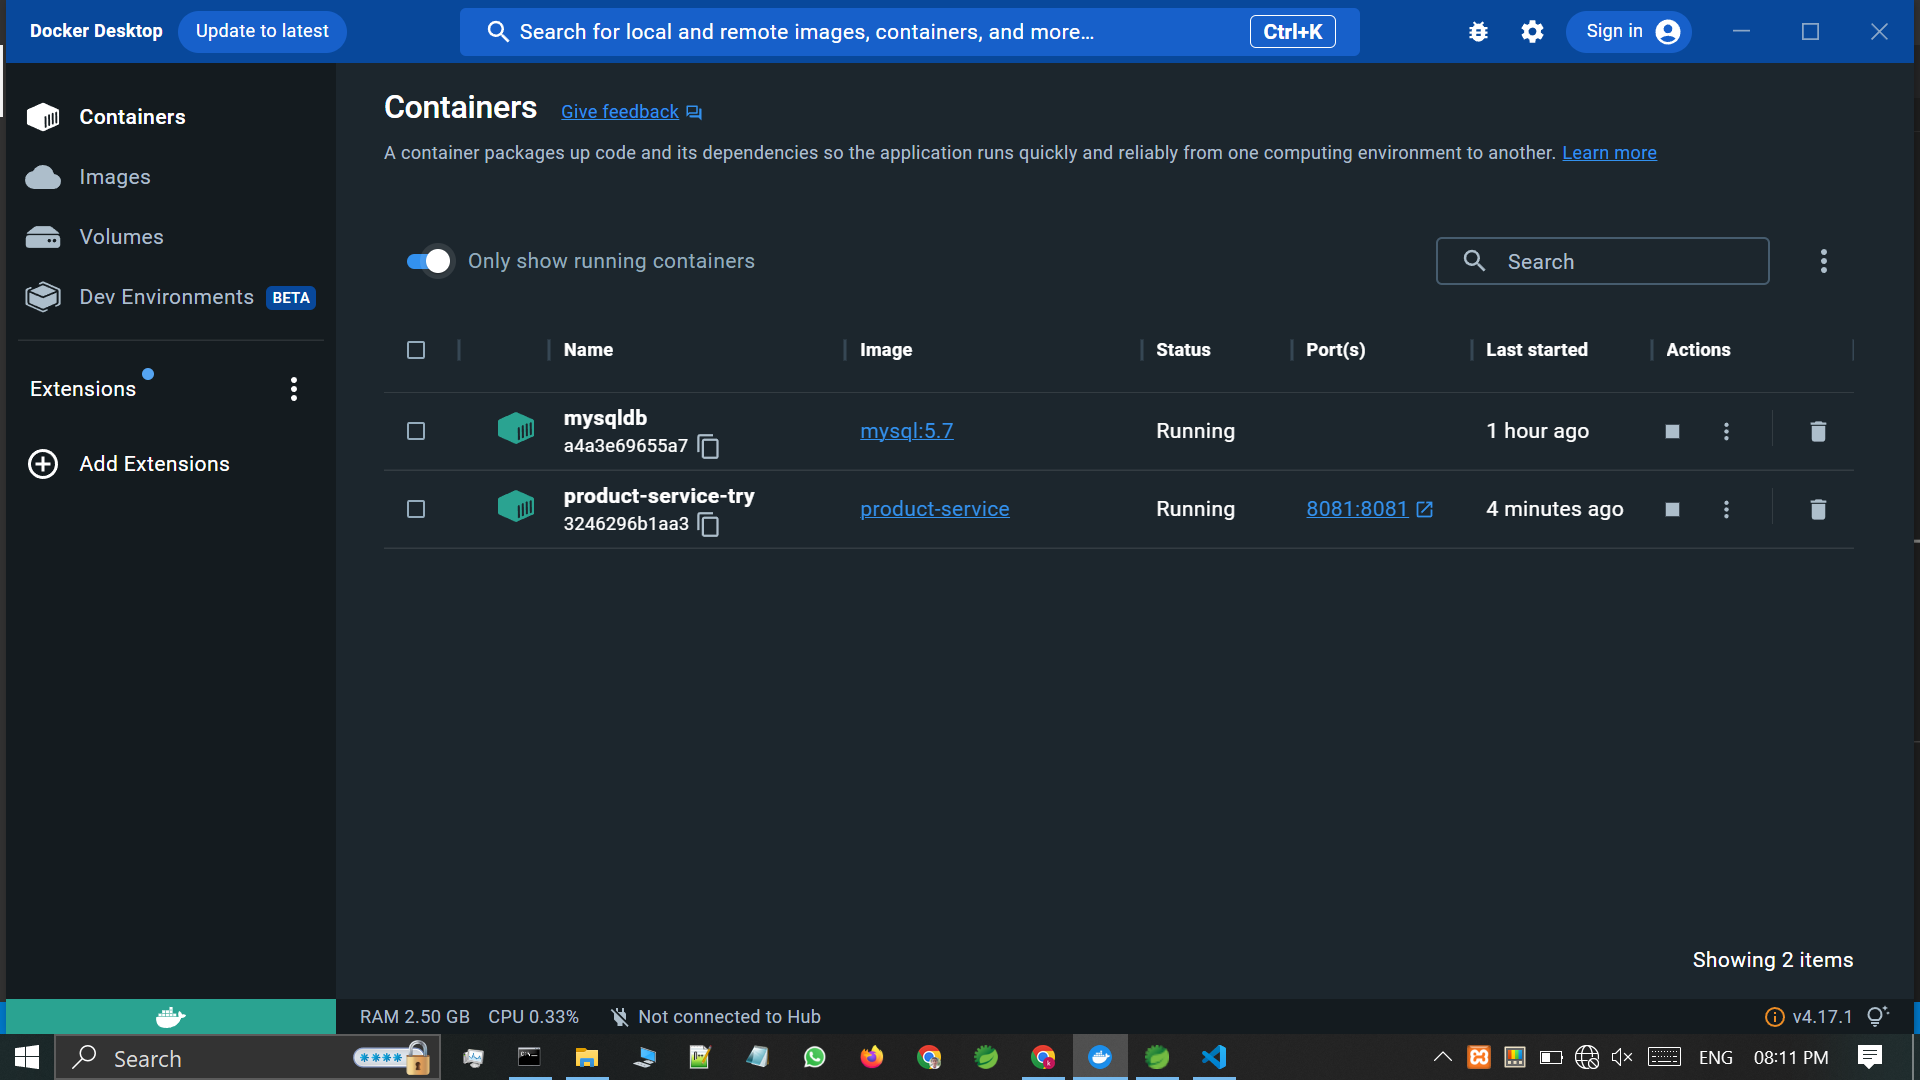 Docker Desktop Update to latest Search for local and remote images, containers, and more... Ctrl+K Sign in
Containers
Images
Volumes
Dev Environments BETA
Extensions
Add Extensions
Containers Give feedback
A container packages up code and its dependencies so the application runs quickly and reliably from one computing environment to another. Learn more
Only show running containers Search
Name Image Status Port(s) Last started Actions
mysqldb
a4a3e69655a7 mysql:5.7 Running 1 hour ago
product-service-try
3246296b1aa3 product-service Running 8081:8081 4 minutes ago
Showing 2 items
RAM 2.50 GB CPU 0.33% Not connected to Hub v4.17.1
Search ENG 08:11 PM